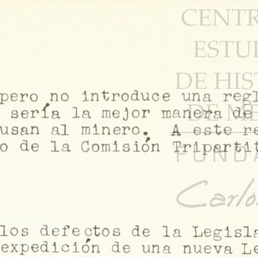 CENTR
ESTUD
DE HIST
pero no introduce una regl
sería la mejor manera de
usan al minero. A este re
o de la Comisión Tripartit
FUNDA
Carlos
los defectos de la Legisla
expedición de una nueva Le